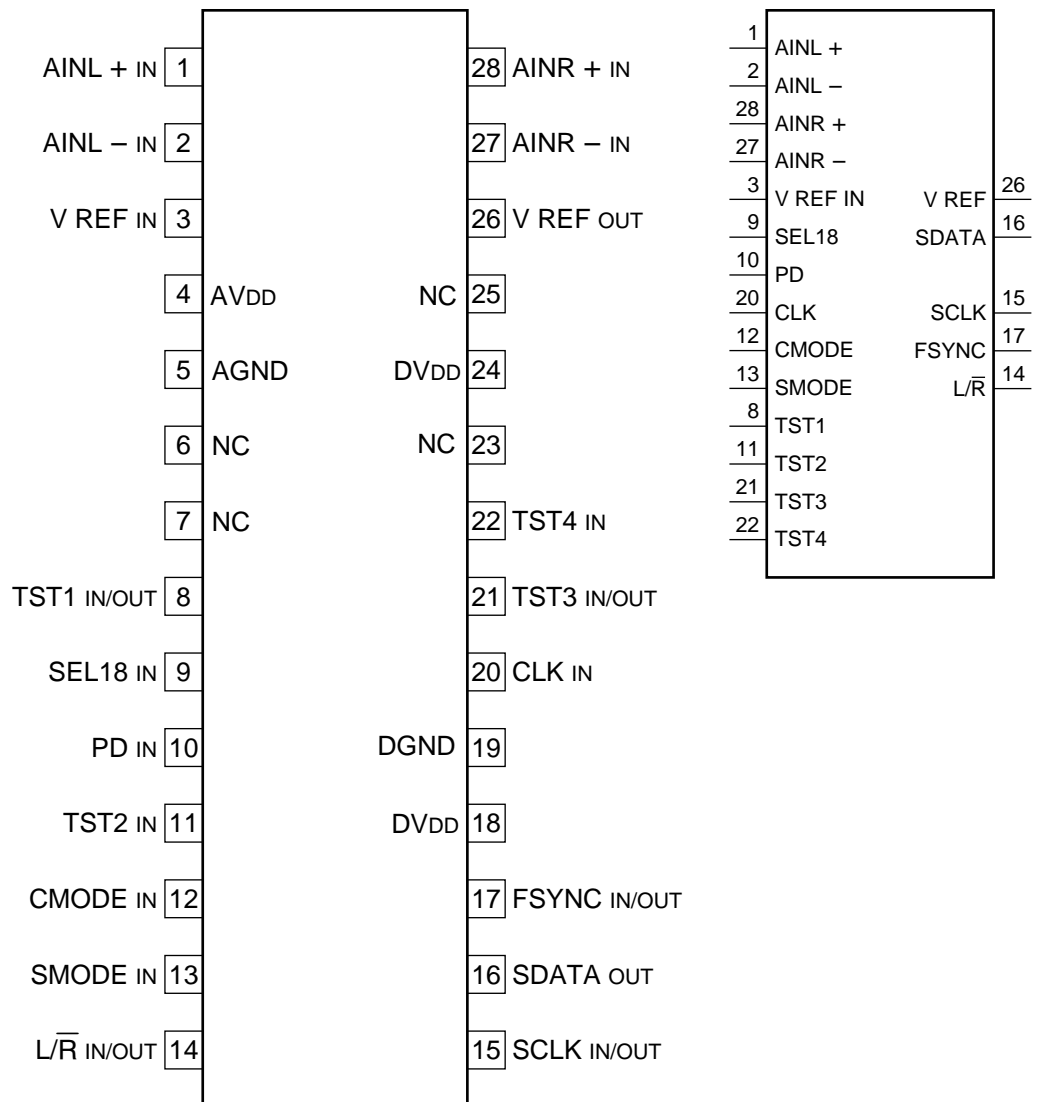 AINL + IN 1
28 AINR + IN
AINL – IN 2
27 AINR – IN
V REF IN 3
26 V REF OUT
4 AVDD
NC 25
5 AGND
DVDD 24
6 NC
NC 23
7 NC
22 TST4 IN
TST1 IN/OUT 8
21 TST3 IN/OUT
SEL18 IN 9
20 CLK IN
PD IN 10
DGND 19
TST2 IN 11
DVDD 18
CMODE IN 12
17 FSYNC IN/OUT
SMODE IN 13
16 SDATA OUT
L/R̅ IN/OUT 14
15 SCLK IN/OUT
1 AINL +
2 AINL –
28 AINR +
27 AINR –
3 V REF IN
V REF 26
9 SEL18
SDATA 16
10 PD
20 CLK
SCLK 15
12 CMODE
FSYNC 17
13 SMODE
L/R̅ 14
8 TST1
11 TST2
21 TST3
22 TST4